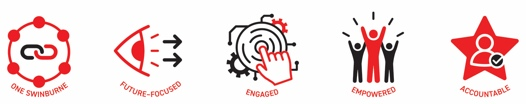 ONE SWINBURNE
FUTURE-FOCUSED
ENGAGED
EMPOWERED
ACCOUNTABLE